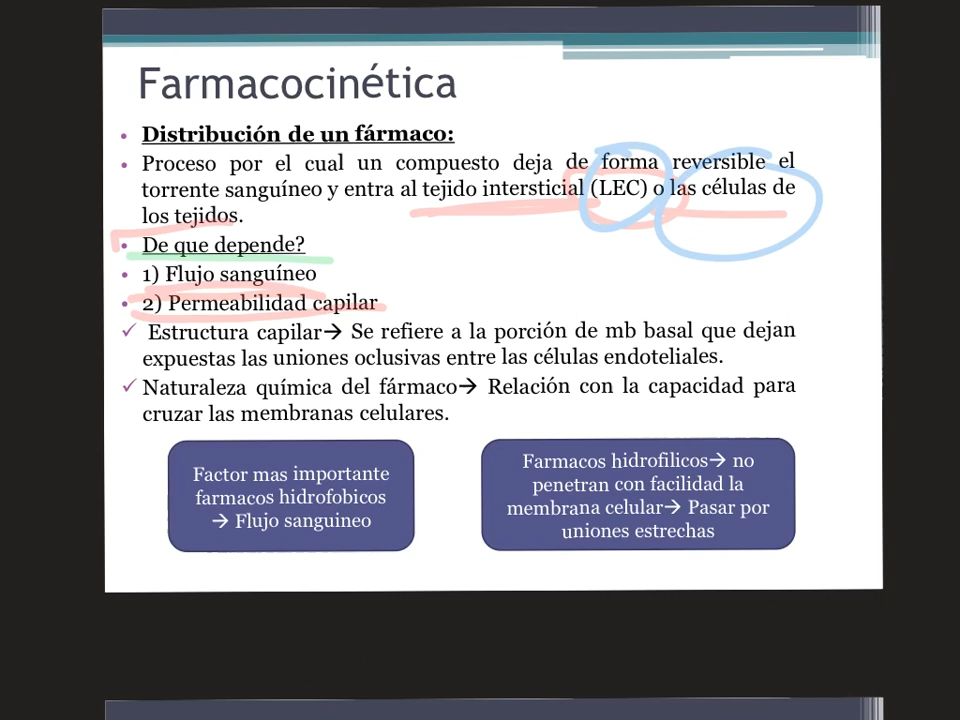 Farmacocinética
• Distribución de un fármaco:
• Proceso por el cual un compuesto deja de forma reversible el
torrente sanguíneo y entra al tejido intersticial (LEC) o las células de
los tejidos.
• De que depende?
• 1) Flujo sanguíneo
• 2) Permeabilidad capilar
✓ Estructura capilar→ Se refiere a la porción de mb basal que dejan
expuestas las uniones oclusivas entre las células endoteliales.
✓ Naturaleza química del fármaco→ Relación con la capacidad para
cruzar las membranas celulares.
Factor mas importante
farmacos hidrofobicos
→ Flujo sanguineo
Farmacos hidrofilicos→ no
penetran con facilidad la
membrana celular→ Pasar por
uniones estrechas